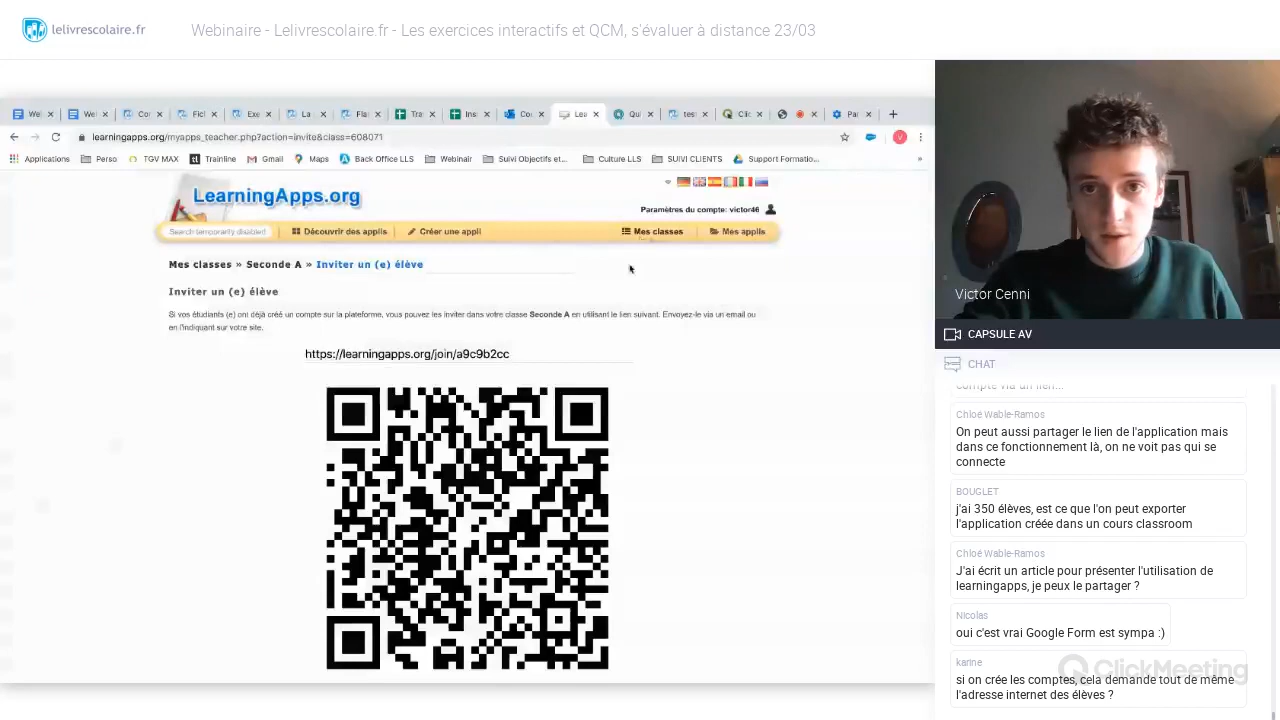 lelivrescolaire.fr
Webinaire - Lelivrescolaire.fr - Les exercices interactifs et QCM, s'évaluer à distance 23/03
learningapps.org/myapps_teacher.php?action=invite&class=608071
Applications Perso TGV MAX Trainline Gmail Maps Back Office LLS Webinair Suivi Objectifs et... Culture LLS SUIVI CLIENTS Support Formatio... »
LearningApps.org
Paramètres du compte: victor46
Search temporarily disabled Découvrir des applis Créer une appli Mes classes Mes applis
Mes classes » Seconde A » Inviter un (e) élève
Inviter un (e) élève
Si vos étudiants (e) ont déjà créé un compte sur la plateforme, vous pouvez les inviter dans votre classe Seconde A en utilisant le lien suivant. Envoyez-le via un email ou
en l'indiquant sur votre site.
https://learningapps.org/join/a9c9b2cc
Victor Cenni
CAPSULE AV
CHAT
compte via un lien...
Chloé Wable-Ramos
On peut aussi partager le lien de l'application mais
dans ce fonctionnement là, on ne voit pas qui se
connecte
BOUGLET
j'ai 350 élèves, est ce que l'on peut exporter
l'application créée dans un cours classroom
Chloé Wable-Ramos
J'ai écrit un article pour présenter l'utilisation de
learningapps, je peux le partager ?
Nicolas
oui c'est vrai Google Form est sympa :)
karine
si on crée les comptes, cela demande tout de même
l'adresse internet des élèves ?
ClickMeeting